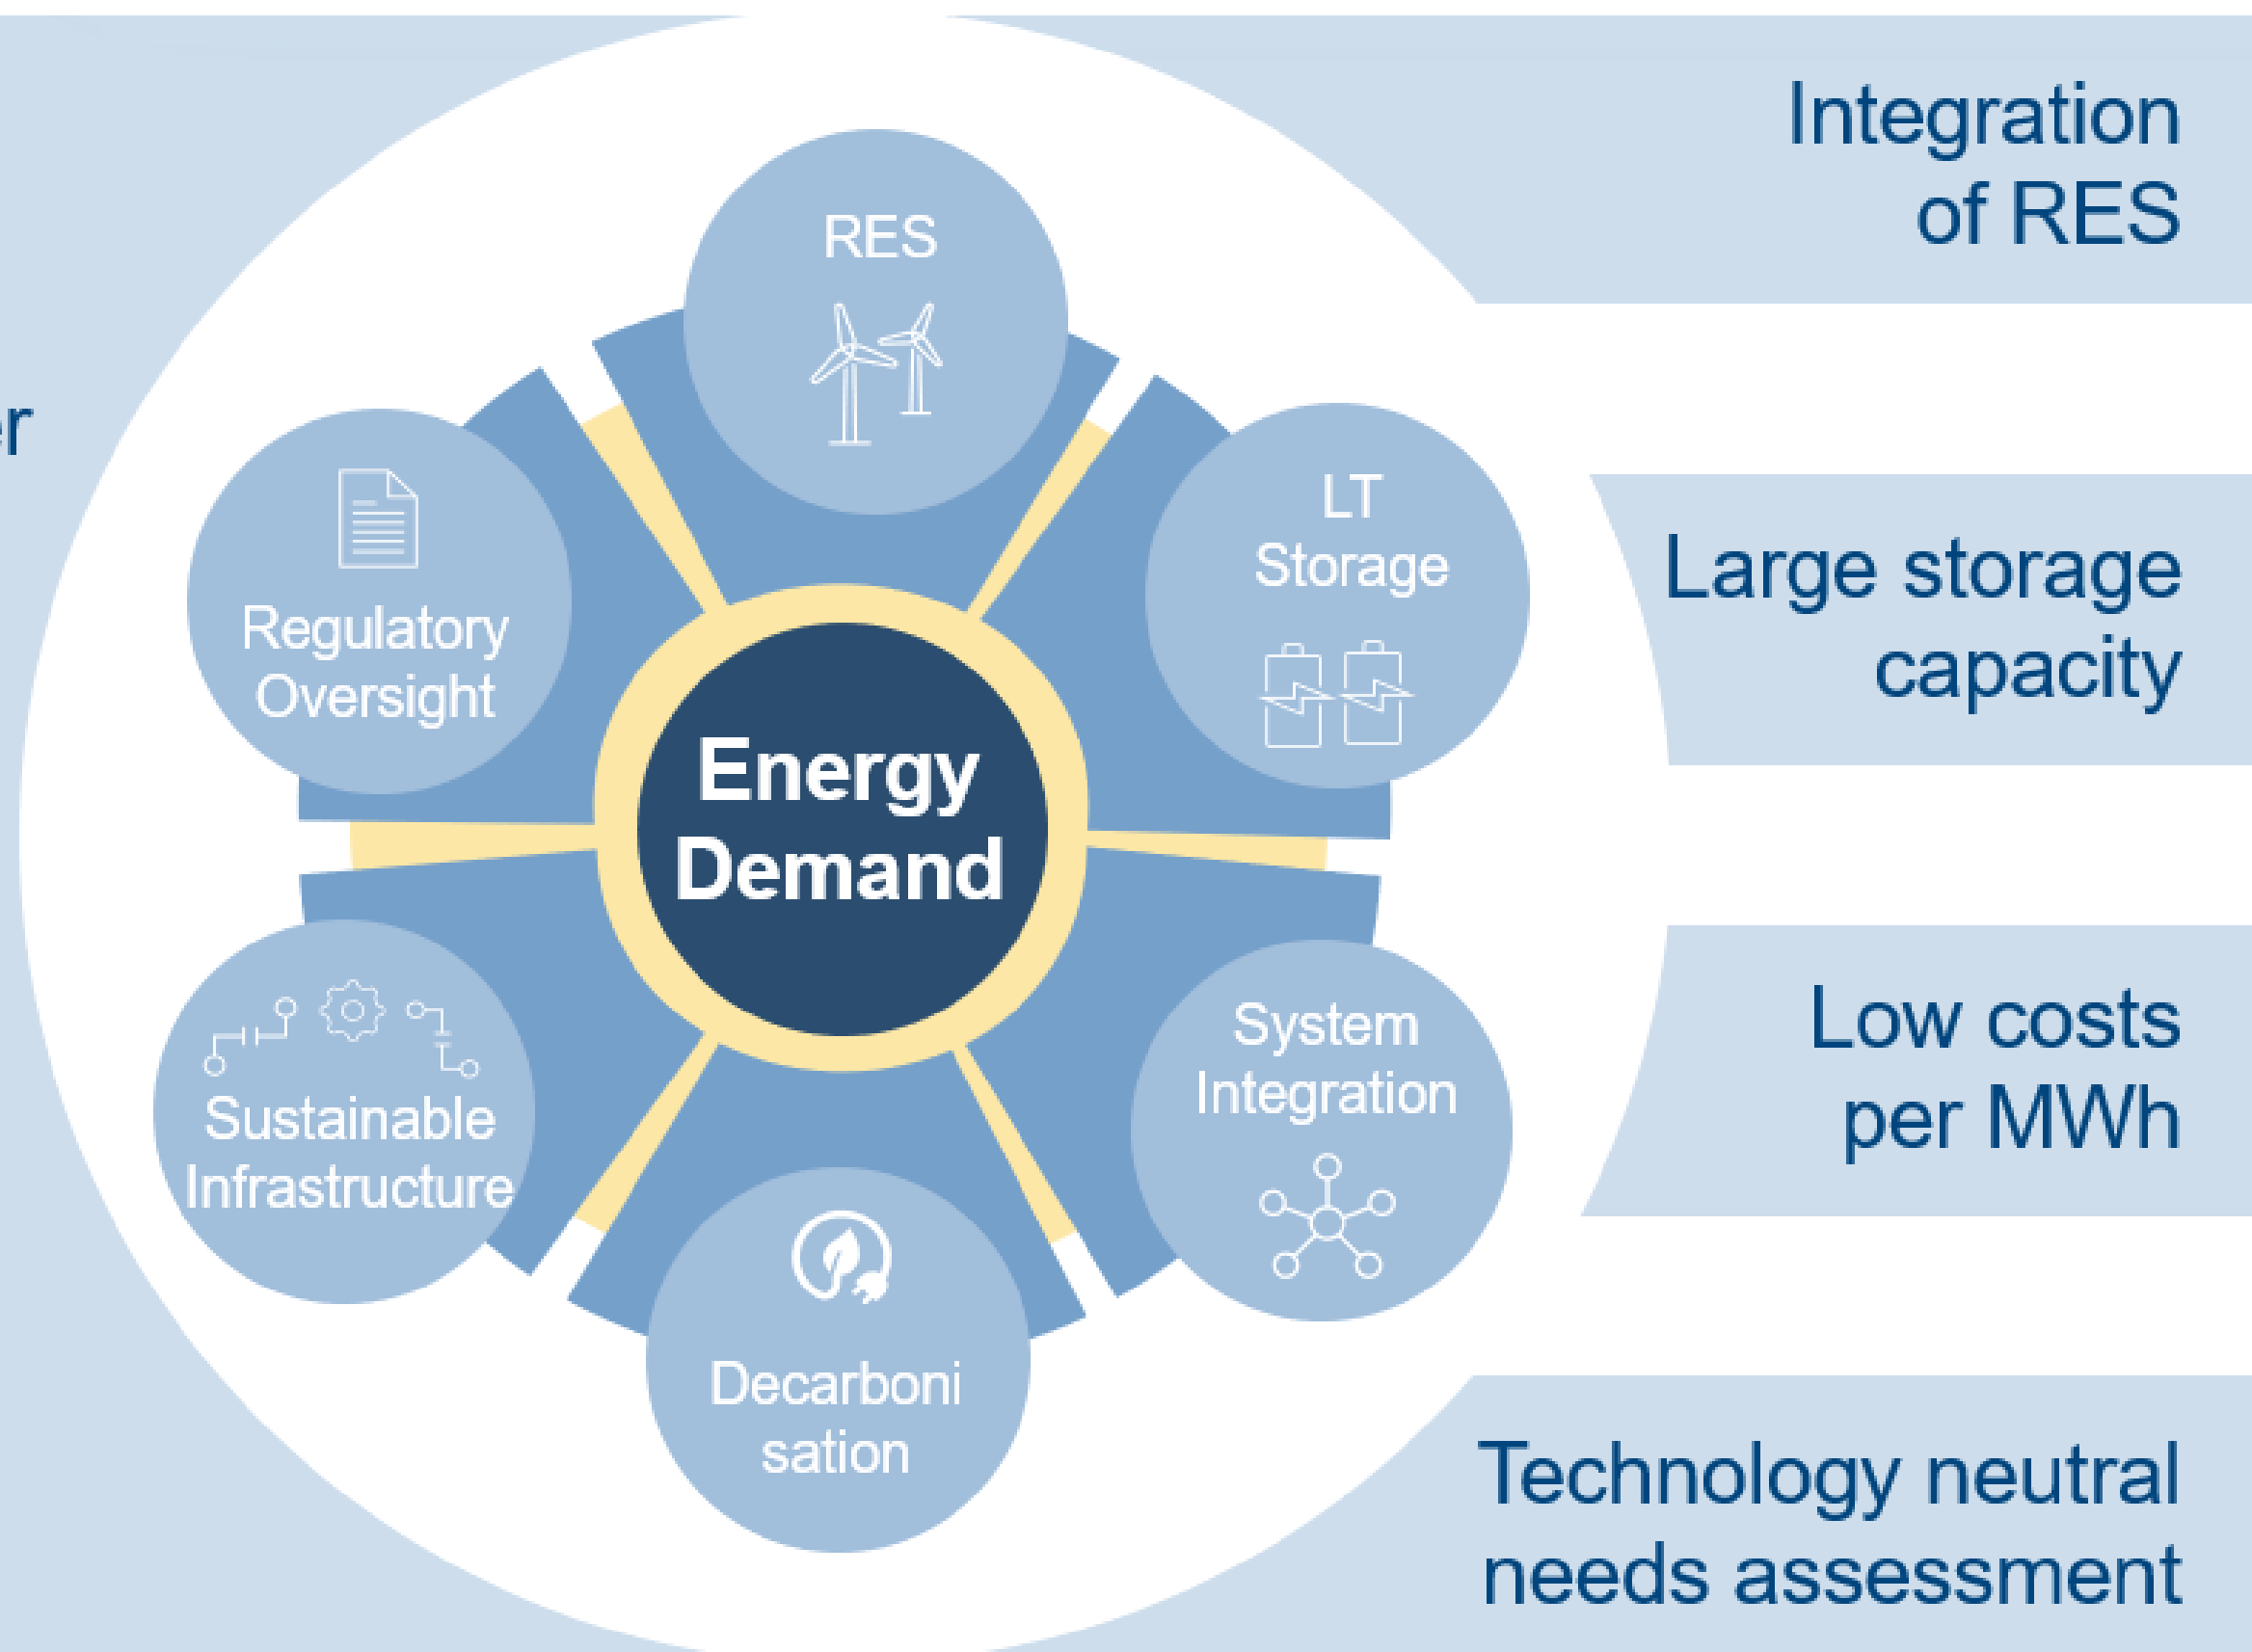 er
RES
LT
Storage
Regulatory
Oversight
Energy
Demand
System
Integration
Sustainable
Infrastructure
Decarboni
sation
Integration
of RES
Large storage
capacity
Low costs
per MWh
Technology neutral
needs assessment